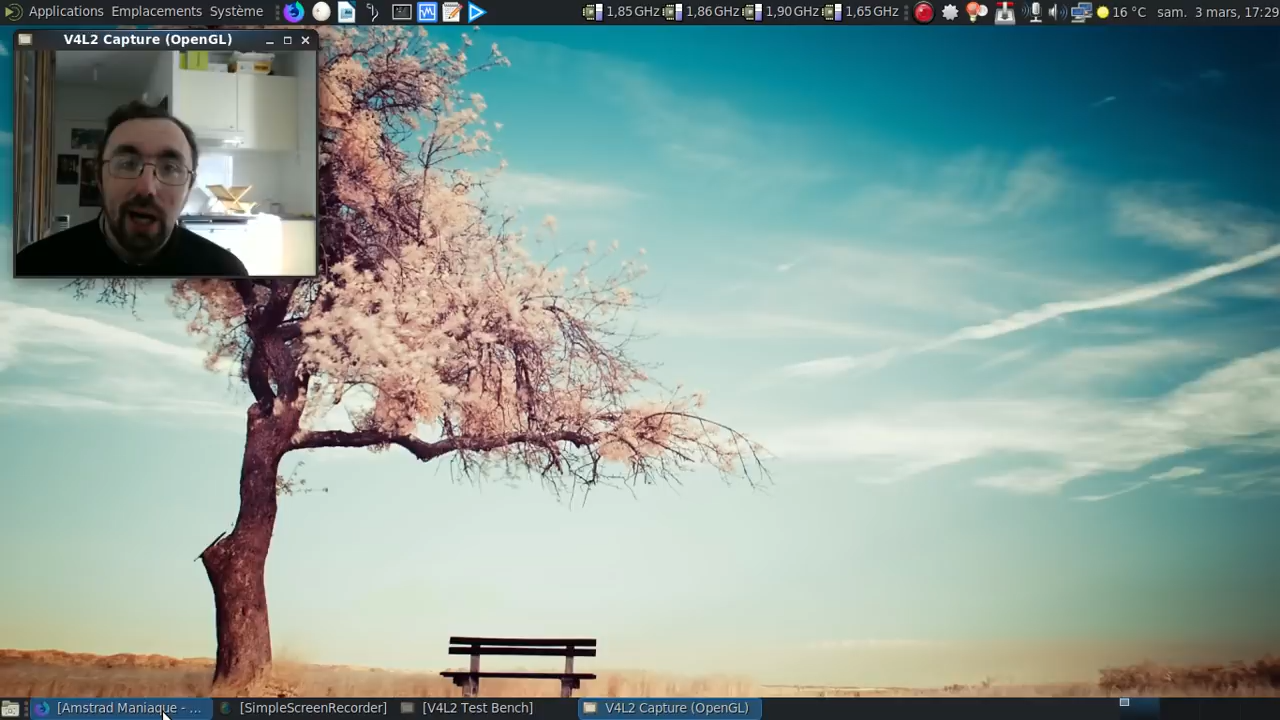 Applications Emplacements Système 1,85 GHz 1,86 GHz 1,90 GHz 1,65 GHz 16 °C sam. 3 mars, 17:29
V4L2 Capture (OpenGL)
[Amstrad Maniaque - ... [SimpleScreenRecorder] [V4L2 Test Bench] V4L2 Capture (OpenGL)